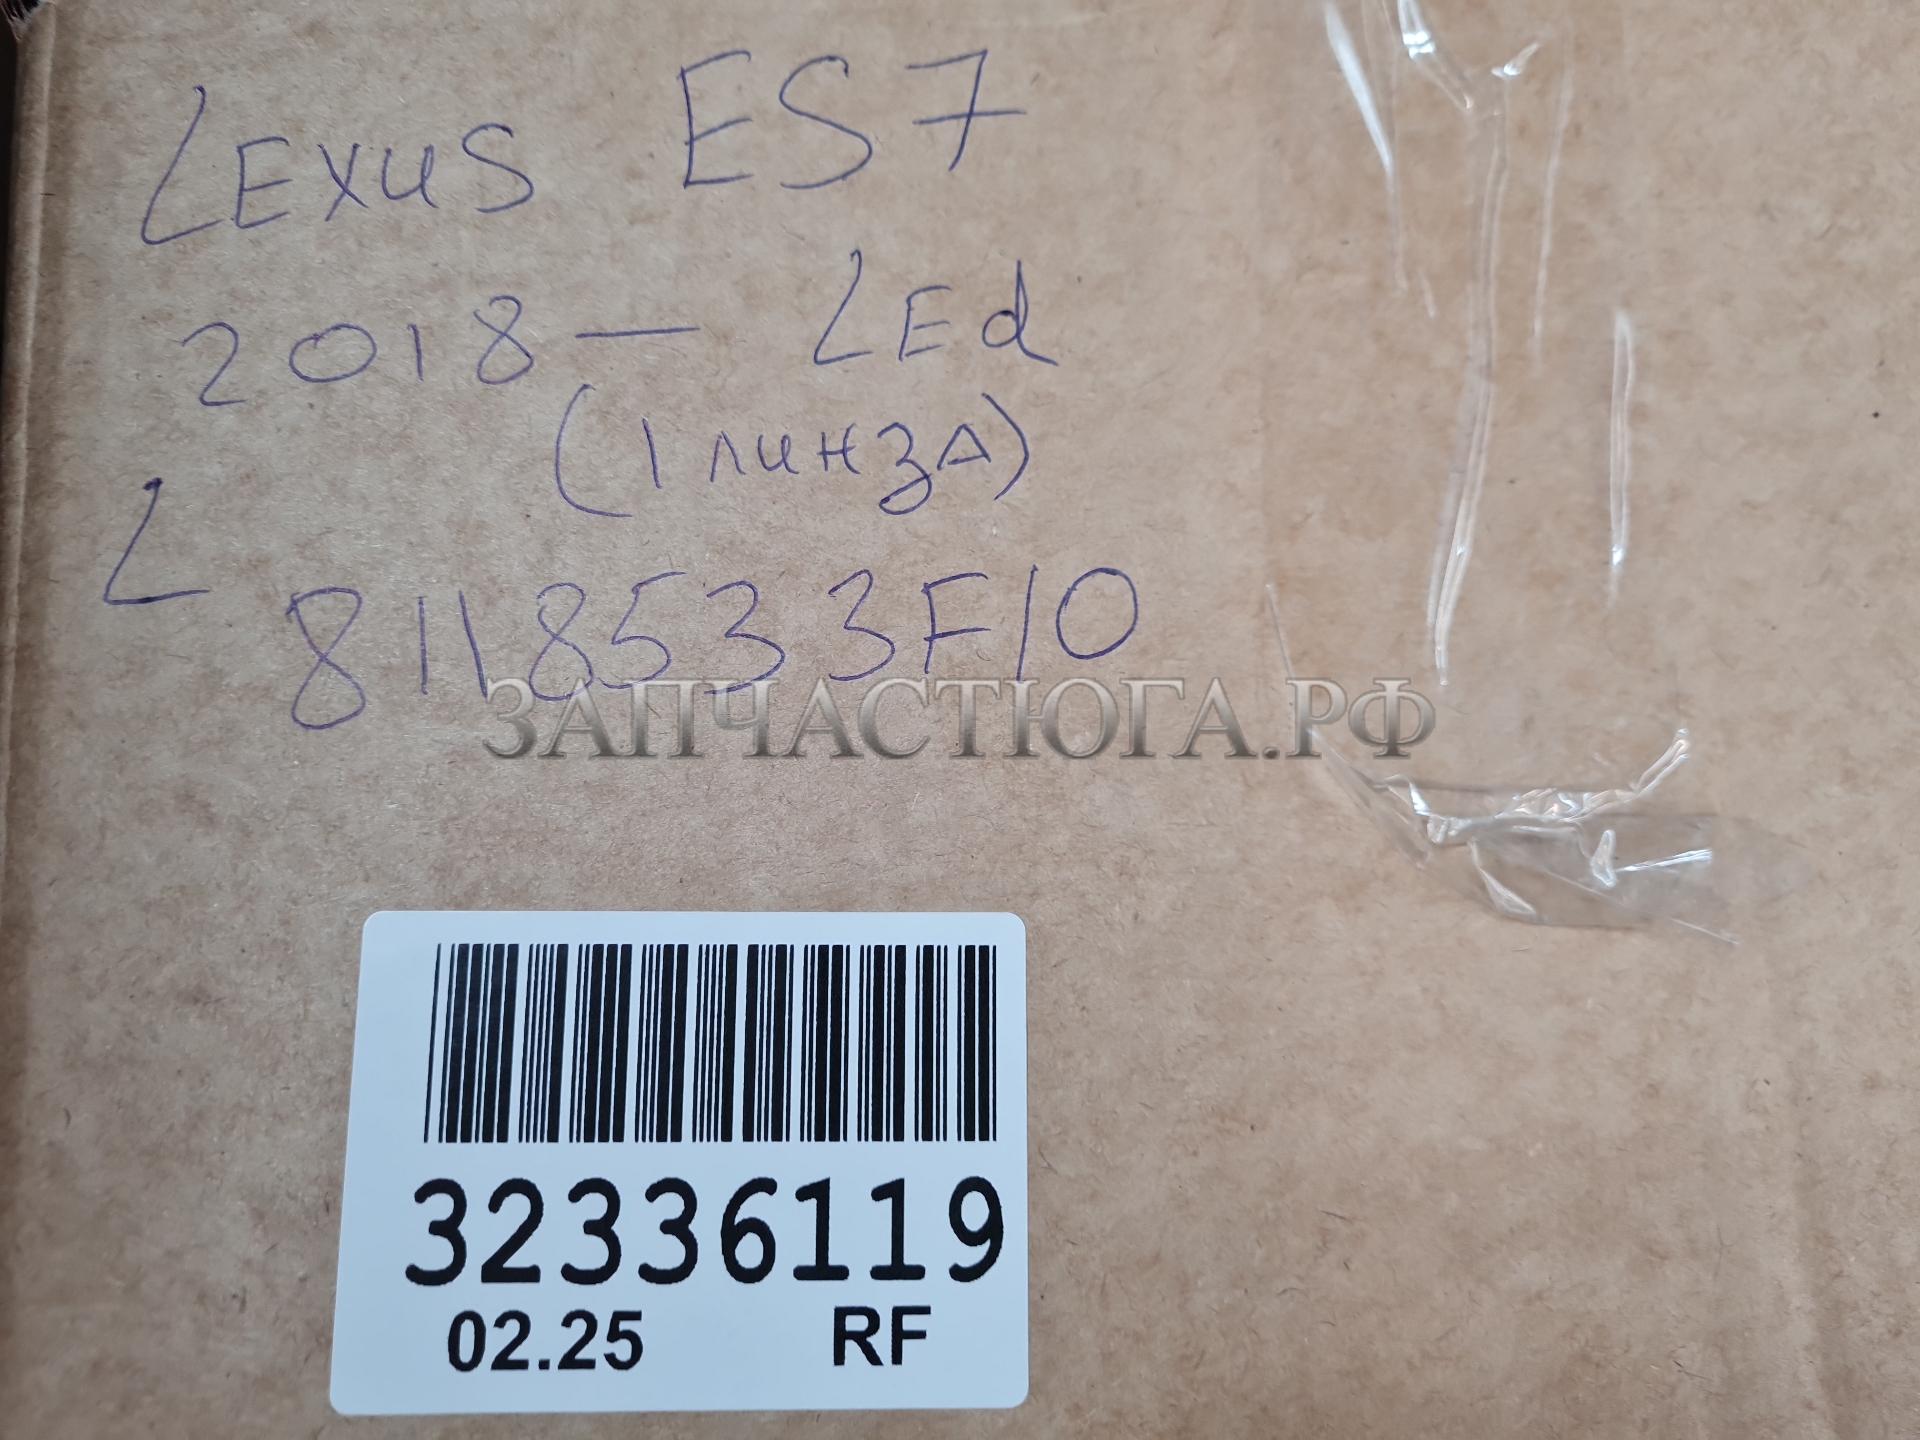 Lexus ES7
2018 — LEd
(1 линза)
L
8118533F10
ЗАПЧАСТЮГА.РФ
32336119
02.25 RF